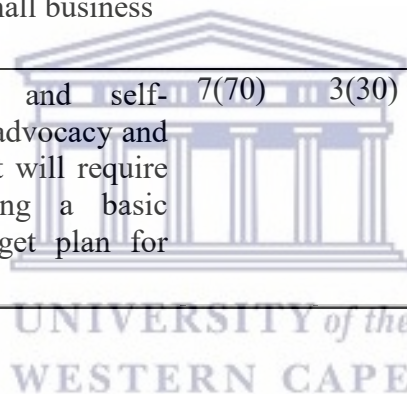 small business
and self- 7(70) 3(30)
advocacy and
will require
a basic
get plan for
UNIVERSITY of the
WESTERN CAPE